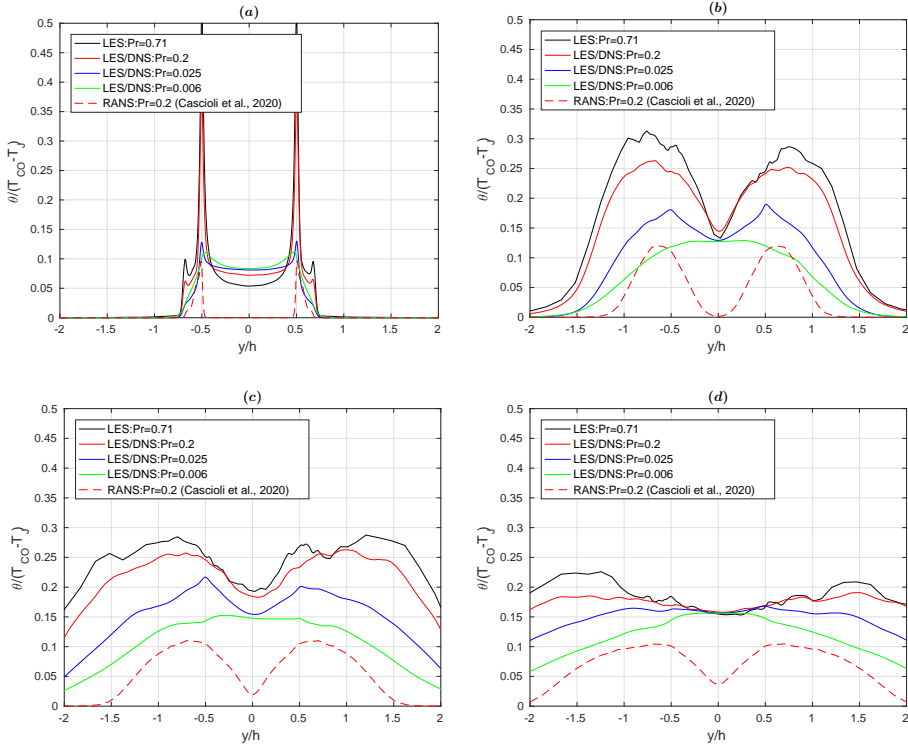 (a)
0.5
0.45
0.4
0.35
0.3
0.25
0.2
0.15
0.1
0.05
0
θ/(T_CO-T_J)
LES:Pr=0.71
LES/DNS:Pr=0.2
LES/DNS:Pr=0.025
LES/DNS:Pr=0.006
RANS:Pr=0.2 (Cascioli et al., 2020)
-2 -1.5 -1 -0.5 0 0.5 1 1.5 2
y/h
(b)
0.5
0.45
0.4
0.35
0.3
0.25
0.2
0.15
0.1
0.05
0
θ/(T_CO-T_J)
LES:Pr=0.71
LES/DNS:Pr=0.2
LES/DNS:Pr=0.025
LES/DNS:Pr=0.006
RANS:Pr=0.2 (Cascioli et al., 2020)
-2 -1.5 -1 -0.5 0 0.5 1 1.5 2
y/h
(c)
0.5
0.45
0.4
0.35
0.3
0.25
0.2
0.15
0.1
0.05
0
θ/(T_CO-T_J)
LES:Pr=0.71
LES/DNS:Pr=0.2
LES/DNS:Pr=0.025
LES/DNS:Pr=0.006
RANS:Pr=0.2 (Cascioli et al., 2020)
-2 -1.5 -1 -0.5 0 0.5 1 1.5 2
y/h
(d)
0.5
0.45
0.4
0.35
0.3
0.25
0.2
0.15
0.1
0.05
0
θ/(T_CO-T_J)
LES:Pr=0.71
LES/DNS:Pr=0.2
LES/DNS:Pr=0.025
LES/DNS:Pr=0.006
RANS:Pr=0.2 (Cascioli et al., 2020)
-2 -1.5 -1 -0.5 0 0.5 1 1.5 2
y/h